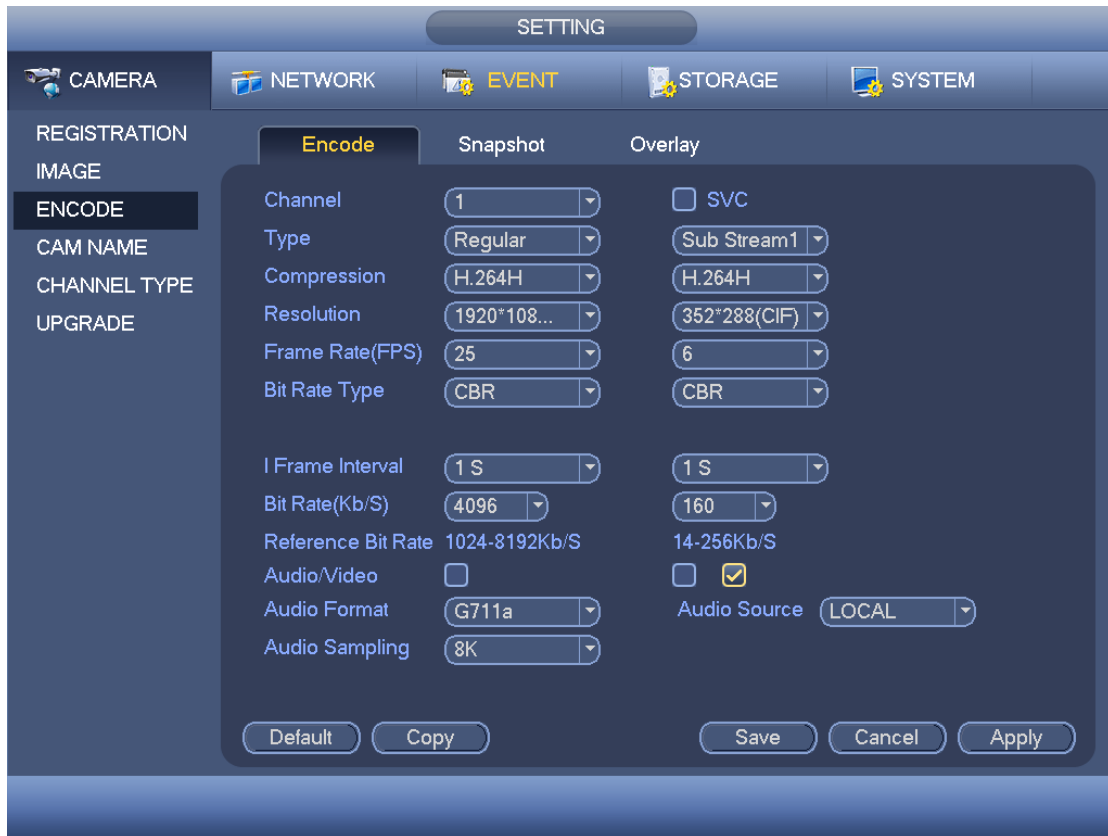 SETTING
CAMERA NETWORK EVENT STORAGE SYSTEM
REGISTRATION
IMAGE
ENCODE
CAM NAME
CHANNEL TYPE
UPGRADE
Encode Snapshot Overlay
Channel 1 SVC
Type Regular Sub Stream1
Compression H.264H H.264H
Resolution 1920*108... 352*288(CIF)
Frame Rate(FPS) 25 6
Bit Rate Type CBR CBR
I Frame Interval 1 S 1 S
Bit Rate(Kb/S) 4096 160
Reference Bit Rate 1024-8192Kb/S 14-256Kb/S
Audio/Video
Audio Format G711a Audio Source LOCAL
Audio Sampling 8K
Default Copy Save Cancel Apply